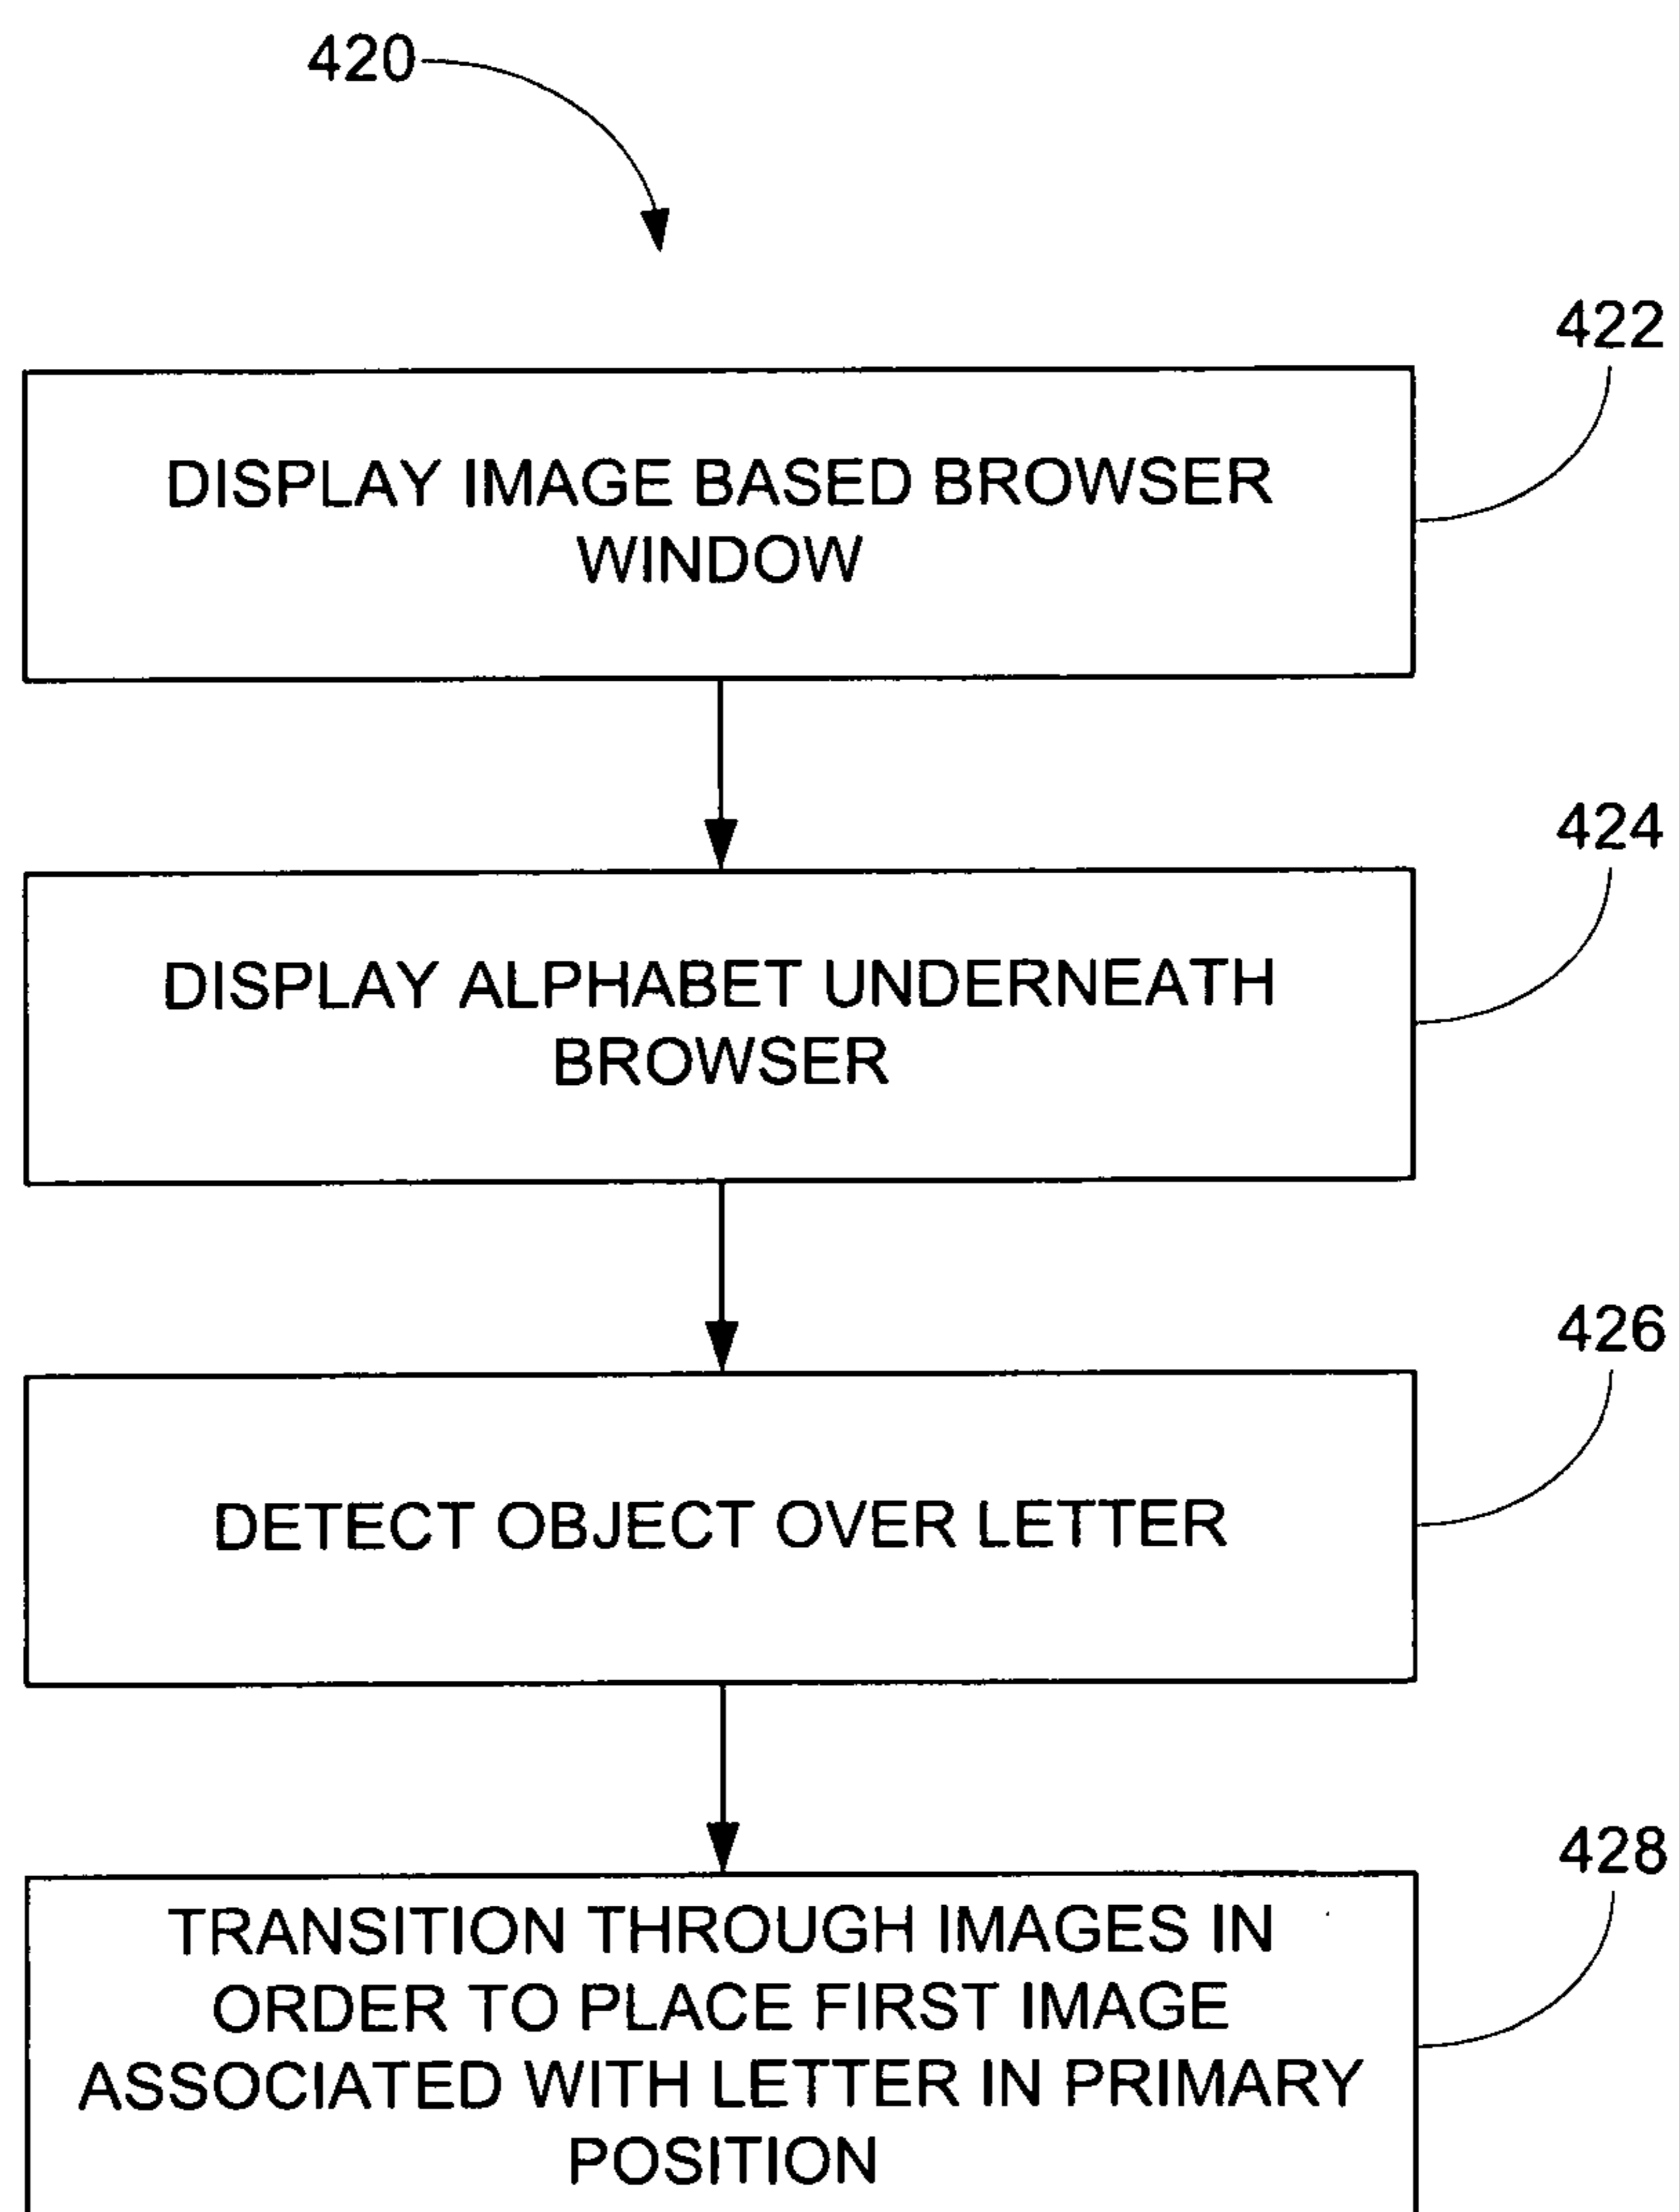 420
422
DISPLAY IMAGE BASED BROWSER
WINDOW
424
DISPLAY ALPHABET UNDERNEATH
BROWSER
426
DETECT OBJECT OVER LETTER
428
TRANSITION THROUGH IMAGES IN
ORDER TO PLACE FIRST IMAGE
ASSOCIATED WITH LETTER IN PRIMARY
POSITION